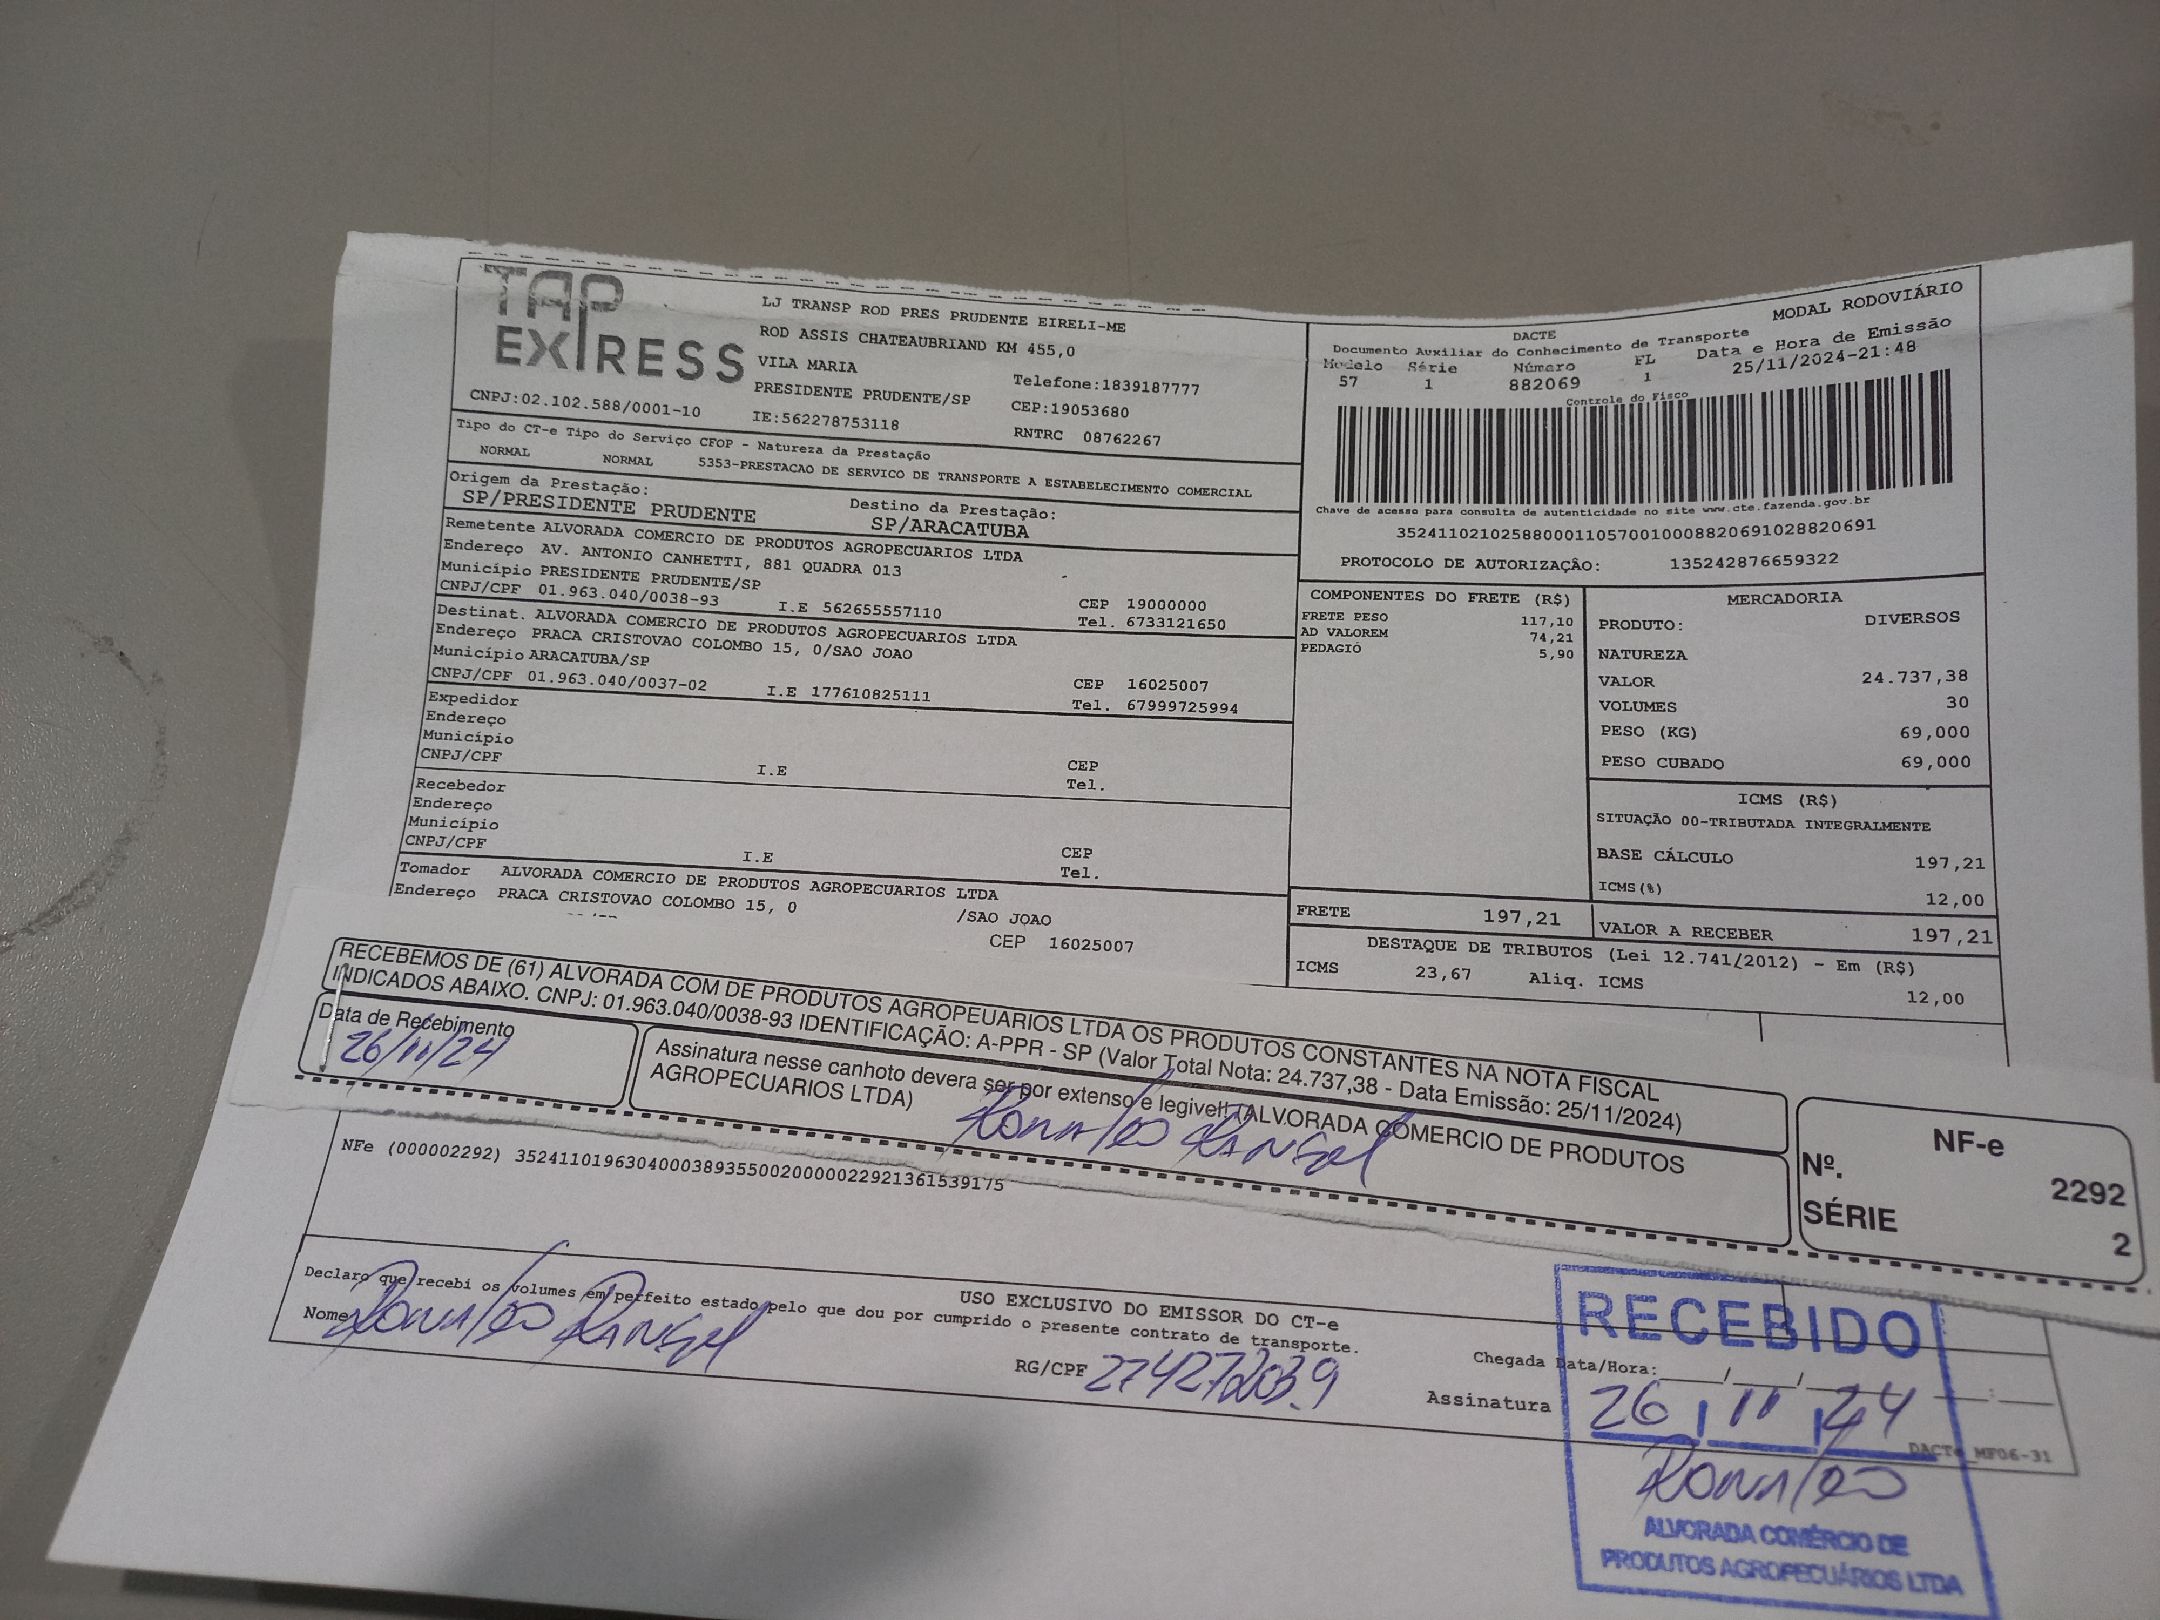 TAP
EXPRESS
LJ TRANSP ROD PRES PRUDENTE EIRELI-ME
ROD ASSIS CHATEAUBRIAND KM 455,0
VILA MARIA
PRESIDENTE PRUDENTE/SP
Telefone:1839187777
CEP:19053680
CNPJ:02.102.588/0001-10
IE:562278753118
RNTRC 08762267
MODAL RODOVIÁRIO
DACTE
Documento Auxiliar do Conhecimento de Transporte
Modelo Série Número FL Data e Hora de Emissão
57 1 882069 1 25/11/2024-21:48
Controle do Fisco
Chave de acesso para consulta de autenticidade no site www.cte.fazenda.gov.br
35241102102588000110570010008820691028820691
PROTOCOLO DE AUTORIZAÇÃO: 135242876659322
Tipo do CT-e Tipo do Serviço CFOP - Natureza da Prestação
NORMAL NORMAL 5353-PRESTACAO DE SERVICO DE TRANSPORTE A ESTABELECIMENTO COMERCIAL
Origem da Prestação: Destino da Prestação:
SP/PRESIDENTE PRUDENTE SP/ARACATUBA
Remetente ALVORADA COMERCIO DE PRODUTOS AGROPECUARIOS LTDA
Endereço AV. ANTONIO CANHETTI, 881 QUADRA 013
Município PRESIDENTE PRUDENTE/SP CEP 19000000
CNPJ/CPF 01.963.040/0038-93 I.E 562655557110 Tel. 6733121650
Destinat. ALVORADA COMERCIO DE PRODUTOS AGROPECUARIOS LTDA
Endereço PRACA CRISTOVAO COLOMBO 15, 0/SAO JOAO
Município ARACATUBA/SP CEP 16025007
CNPJ/CPF 01.963.040/0037-02 I.E 177610825111 Tel. 67999725994
Expedidor
Endereço
Município CEP
CNPJ/CPF I.E Tel.
Recebedor
Endereço
Município CEP
CNPJ/CPF I.E Tel.
Tomador ALVORADA COMERCIO DE PRODUTOS AGROPECUARIOS LTDA
Endereço PRACA CRISTOVAO COLOMBO 15, 0 /SAO JOAO
CEP 16025007
COMPONENTES DO FRETE (R$)
FRETE PESO 117,10
AD VALOREM 74,21
PEDAGIÓ 5,90
MERCADORIA
PRODUTO: DIVERSOS
NATUREZA
VALOR 24.737,38
VOLUMES 30
PESO (KG) 69,000
PESO CUBADO 69,000
ICMS (R$)
SITUAÇÃO 00-TRIBUTADA INTEGRALMENTE
BASE CÁLCULO 197,21
ICMS(%) 12,00
FRETE 197,21 VALOR A RECEBER 197,21
DESTAQUE DE TRIBUTOS (Lei 12.741/2012) - Em (R$)
ICMS 23,67 Aliq. ICMS 12,00
RECEBEMOS DE (61) ALVORADA COM DE PRODUTOS AGROPEUARIOS LTDA OS PRODUTOS CONSTANTES NA NOTA FISCAL
INDICADOS ABAIXO. CNPJ: 01.963.040/0038-93 IDENTIFICAÇÃO: A-PPR - SP (Valor Total Nota: 24.737,38 - Data Emissão: 25/11/2024)
Data de Recebimento
26/11/24
Assinatura nesse canhoto devera ser por extenso e legivel! (ALVORADA COMERCIO DE PRODUTOS
AGROPECUARIOS LTDA)
Ronaldo Rangel
NF-e
Nº. 2292
SÉRIE 2
NFe (000002292) 35241101963040003893550020000022921361539175
USO EXCLUSIVO DO EMISSOR DO CT-e
Declaro que recebi os volumes em perfeito estado pelo que dou por cumprido o presente contrato de transporte.
Nome Ronaldo Rangel
RG/CPF 274272039
Chegada Data/Hora: ___/___/___ ___:___
Assinatura
RECEBIDO
26/11/24
DACTe MF06-31
Ronaldo
ALVORADA COMÉRCIO DE
PRODUTOS AGROPECUÁRIOS LTDA